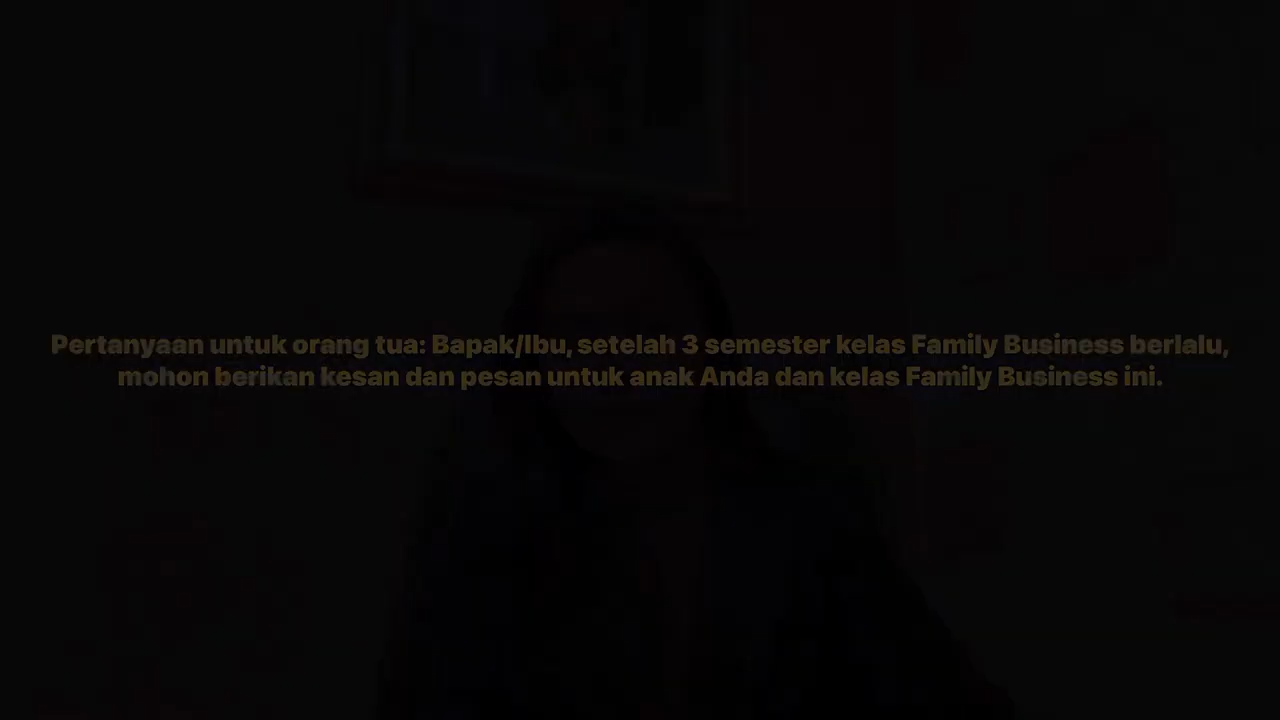 Pertanyaan untuk orang tua: Bapak/Ibu, setelah 3 semester kelas Family Business berlalu,
mohon berikan kesan dan pesan untuk anak Anda dan kelas Family Business ini.